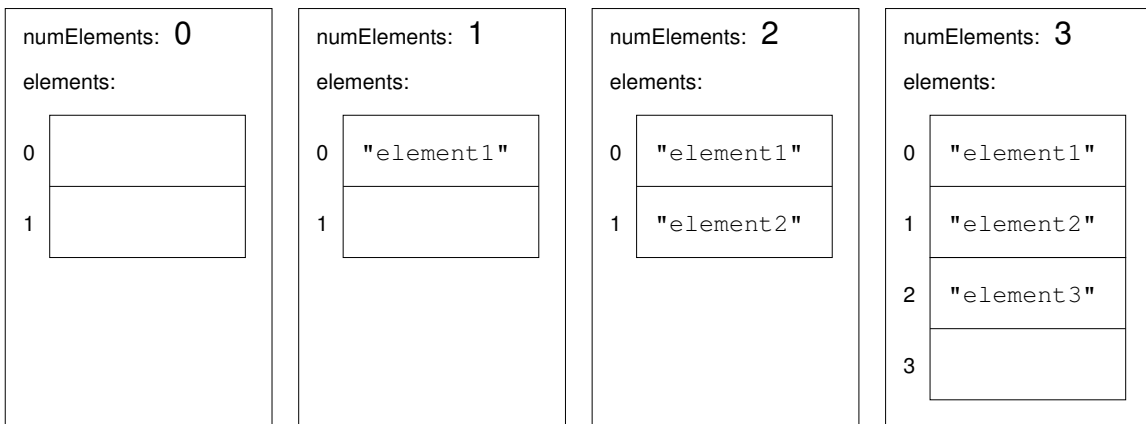 numElements: 0
elements:
0
1
numElements: 1
elements:
0 "element1"
1
numElements: 2
elements:
0 "element1"
1 "element2"
numElements: 3
elements:
0 "element1"
1 "element2"
2 "element3"
3